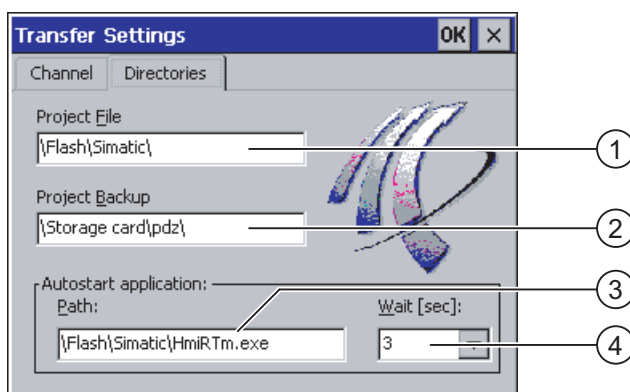 Transfer Settings OK ×
Channel Directories
Project File
\Flash\Simatic\
1
Project Backup
\Storage card\pdz\
2
Autostart application:
3
Path: Wait [sec]:
\Flash\Simatic\HmiRTm.exe 3
4